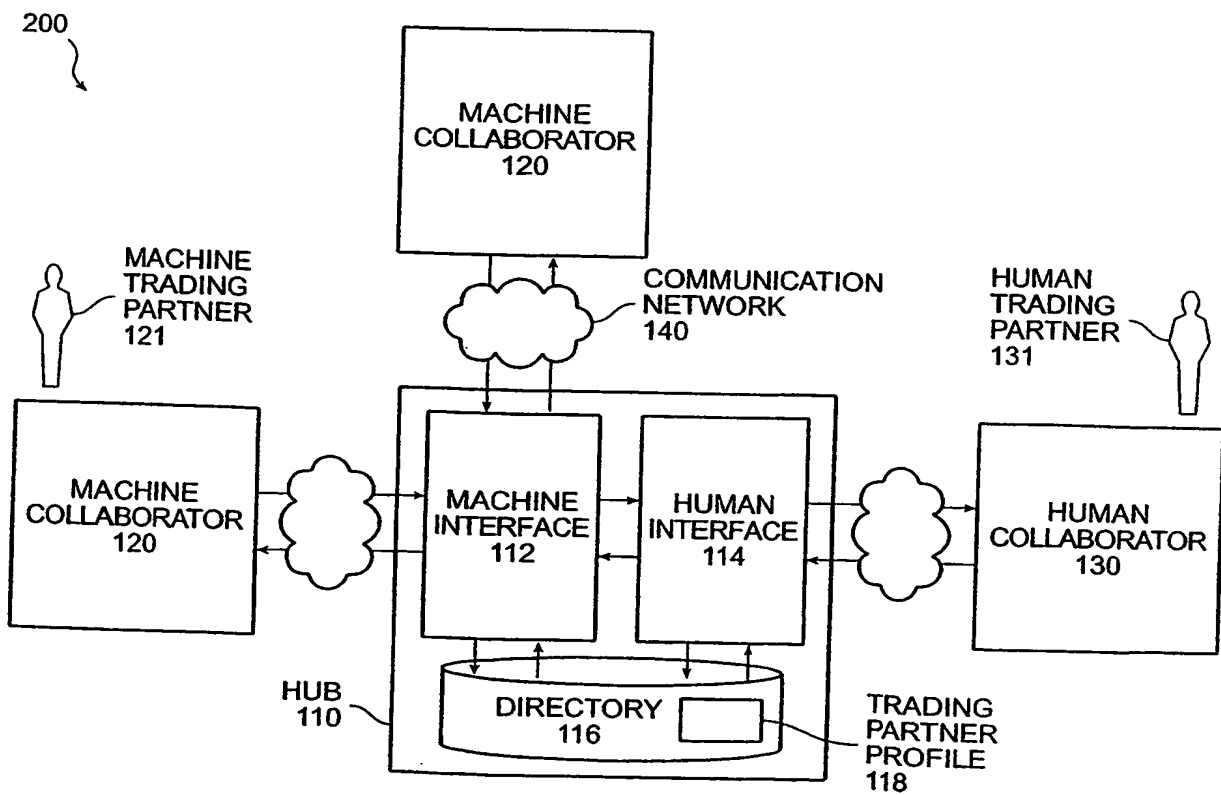 200
MACHINE
COLLABORATOR
120
MACHINE
TRADING
PARTNER
121
COMMUNICATION
NETWORK
140
HUMAN
TRADING
PARTNER
131
MACHINE
COLLABORATOR
120
MACHINE
INTERFACE
112
HUMAN
INTERFACE
114
HUMAN
COLLABORATOR
130
HUB
110
DIRECTORY
116
TRADING
PARTNER
PROFILE
118